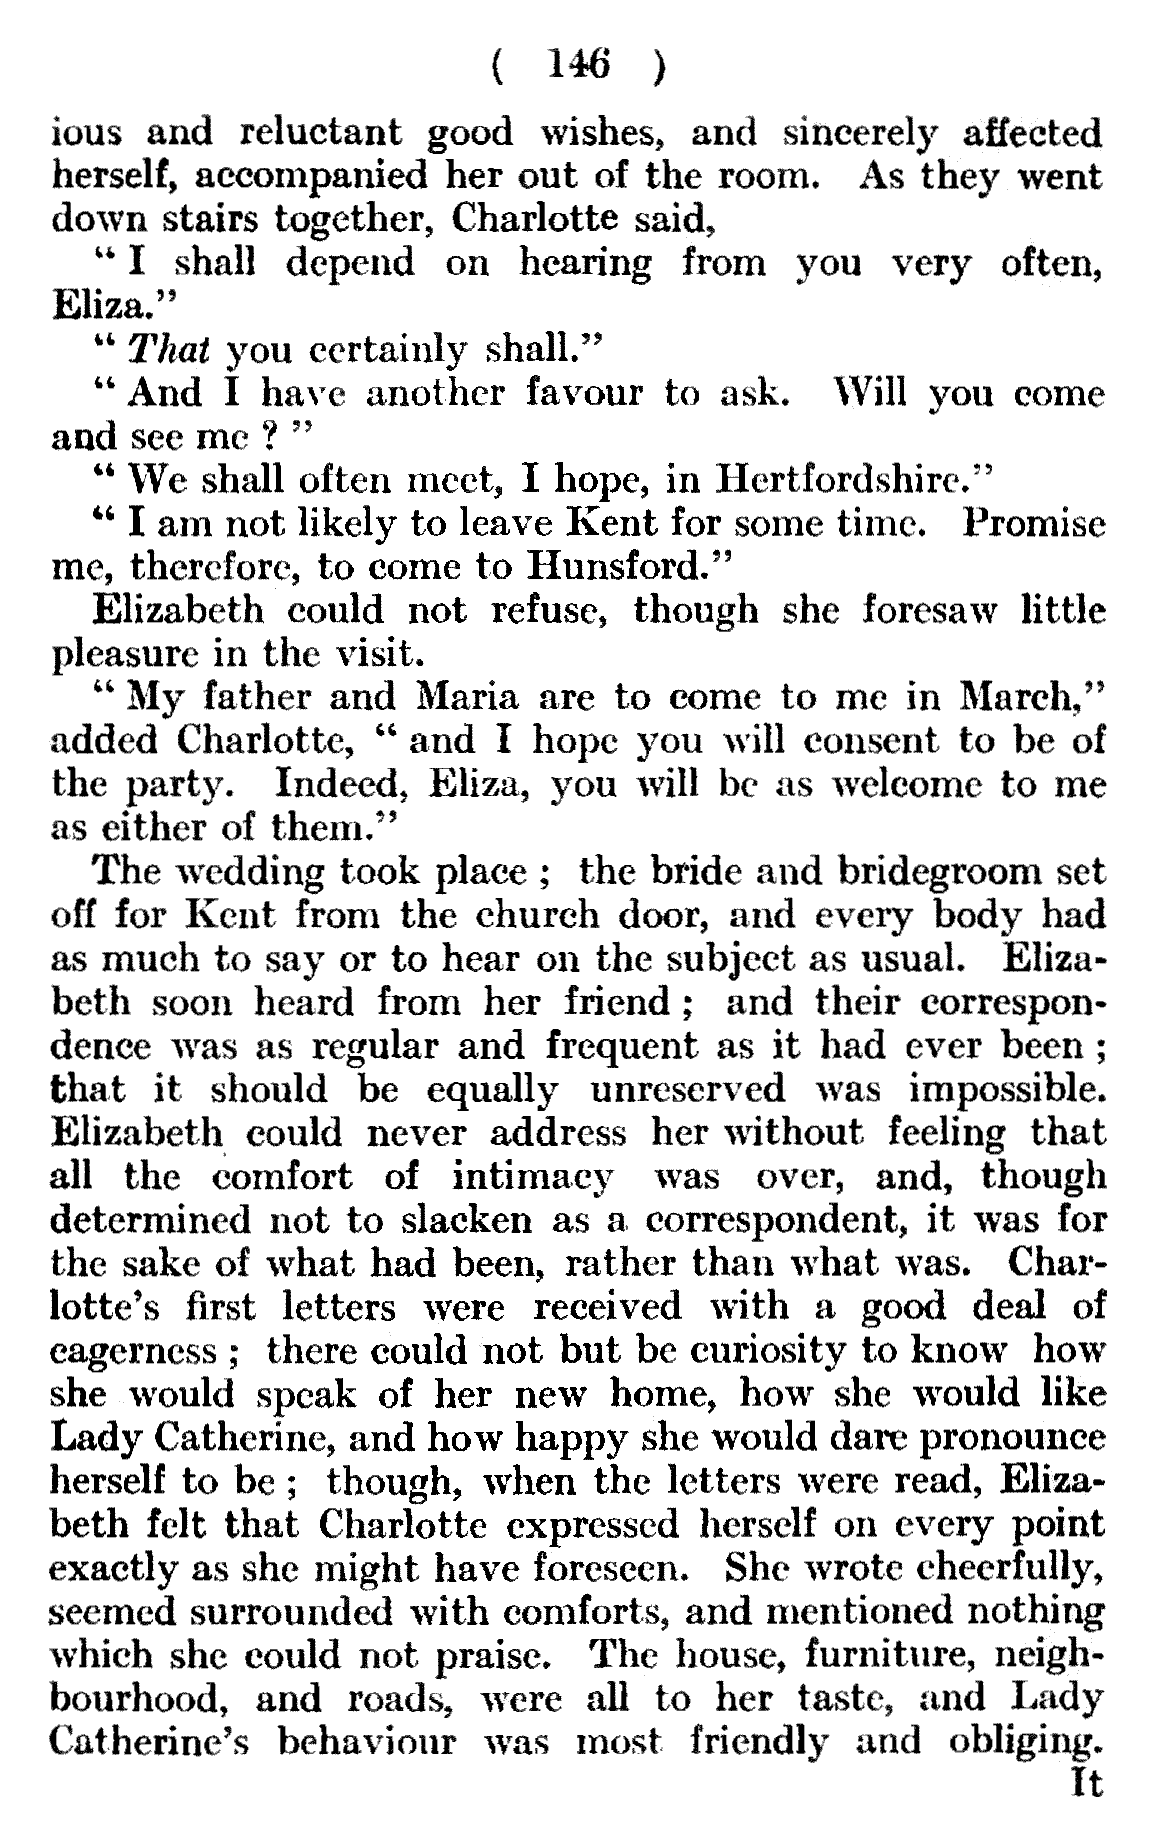 ( 146 )
ious and reluctant good wishes, and sincerely affected
herself, accompanied her out of the room. As they went
down stairs together, Charlotte said,
“ I shall depend on hearing from you very often,
Eliza.”
“ That you certainly shall.”
“ And I have another favour to ask. Will you come
and see me ? ”
“ We shall often meet, I hope, in Hertfordshire.”
“ I am not likely to leave Kent for some time. Promise
me, therefore, to come to Hunsford.”
Elizabeth could not refuse, though she foresaw little
pleasure in the visit.
“ My father and Maria are to come to me in March,”
added Charlotte, “ and I hope you will consent to be of
the party. Indeed, Eliza, you will be as welcome to me
as either of them.”
The wedding took place ; the bride and bridegroom set
off for Kent from the church door, and every body had
as much to say or to hear on the subject as usual. Eliza-
beth soon heard from her friend ; and their correspon-
dence was as regular and frequent as it had ever been ;
that it should be equally unreserved was impossible.
Elizabeth could never address her without feeling that
all the comfort of intimacy was over, and, though
determined not to slacken as a correspondent, it was for
the sake of what had been, rather than what was. Char-
lotte’s first letters were received with a good deal of
eagerness ; there could not but be curiosity to know how
she would speak of her new home, how she would like
Lady Catherine, and how happy she would dare pronounce
herself to be ; though, when the letters were read, Eliza-
beth felt that Charlotte expressed herself on every point
exactly as she might have foreseen. She wrote cheerfully,
seemed surrounded with comforts, and mentioned nothing
which she could not praise. The house, furniture, neigh-
bourhood, and roads, were all to her taste, and Lady
Catherine’s behaviour was most friendly and obliging.
It